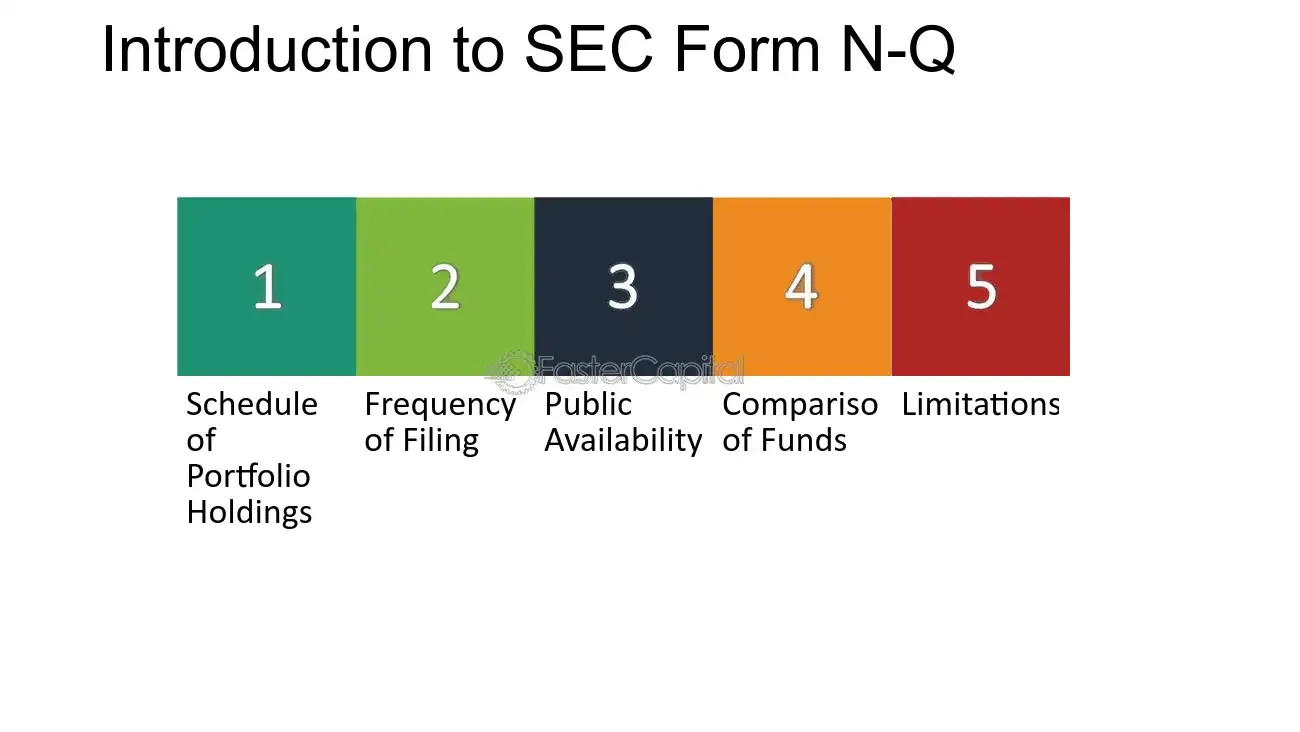 Introduction to SEC Form N-Q
1
2
3
4
5
FasterCapital
Schedule
of
Portfolio
Holdings
Frequency
of Filing
Public
Availability
Compariso
of Funds
Limitations